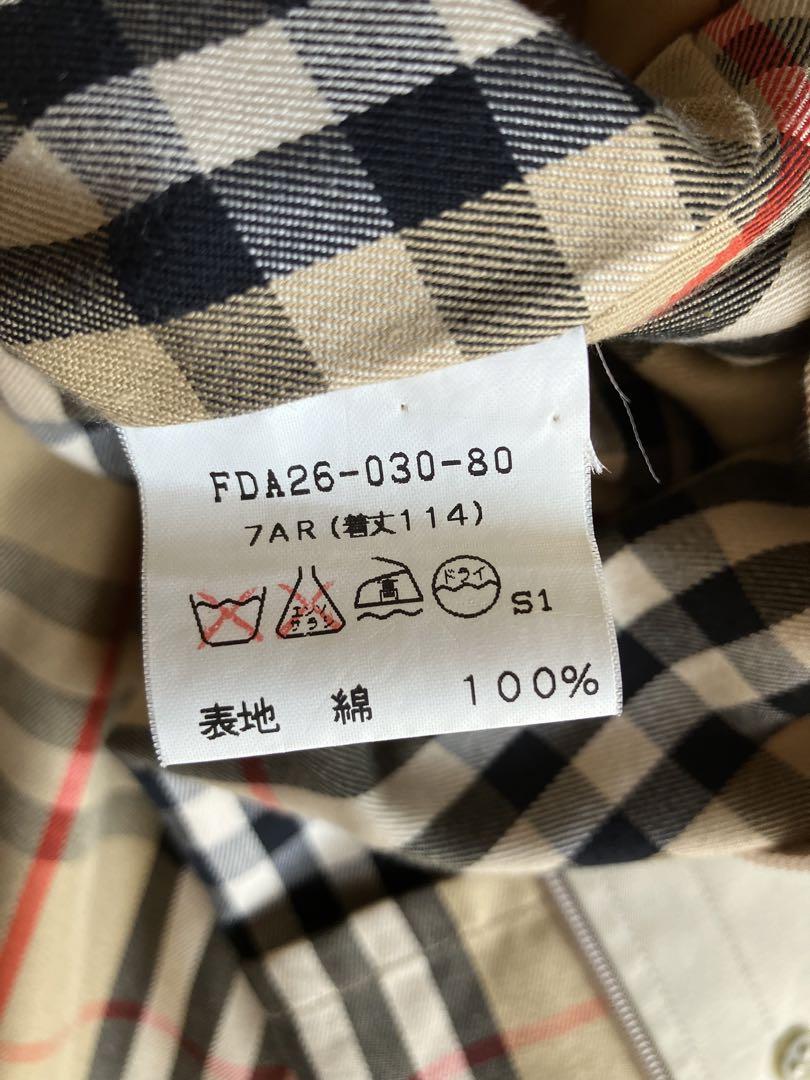 FDA26-030-80
7AR(着丈114)
エンソ
サラシ
高
ドライ
S1
表地 綿 100%